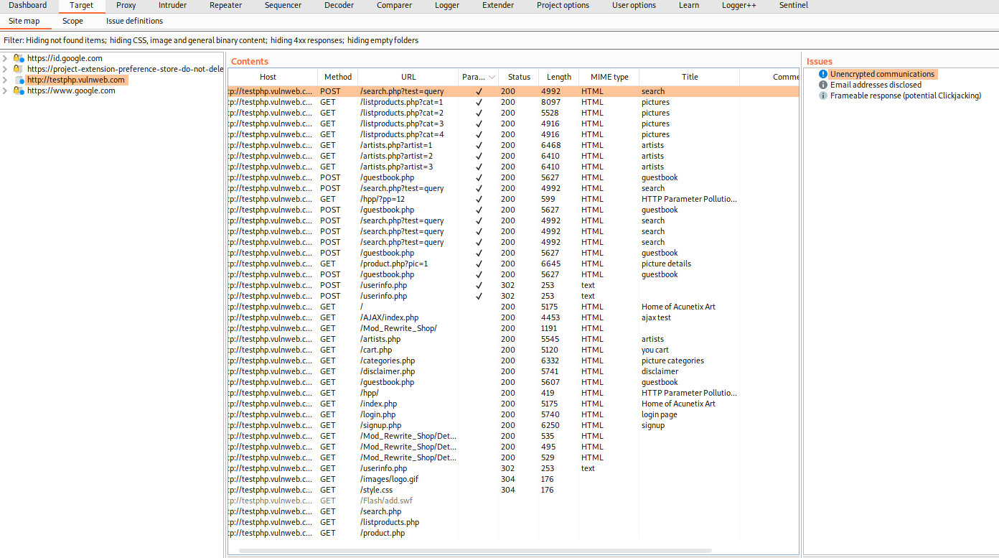 Dashboard Target Proxy Intruder Repeater Sequencer Decoder Comparer Logger Extender Project options User options Learn Logger++ Sentinel
Site map Scope Issue definitions
Filter: Hiding not found items; hiding CSS, image and general binary content; hiding 4xx responses; hiding empty folders
https://id.google.com
https://project-extension-preference-store-do-not-dele
http://testphp.vulnweb.com
https://www.google.com
Contents
Host Method URL Para... Status Length MIME type Title Comme
:p://testphp.vulnweb.c... POST /search.php?test=query ✓ 200 4992 HTML search
:p://testphp.vulnweb.c... GET /listproducts.php?cat=1 ✓ 200 8097 HTML pictures
:p://testphp.vulnweb.c... GET /listproducts.php?cat=2 ✓ 200 5528 HTML pictures
:p://testphp.vulnweb.c... GET /listproducts.php?cat=3 ✓ 200 4916 HTML pictures
:p://testphp.vulnweb.c... GET /listproducts.php?cat=4 ✓ 200 4916 HTML pictures
:p://testphp.vulnweb.c... GET /artists.php?artist=1 ✓ 200 6468 HTML artists
:p://testphp.vulnweb.c... GET /artists.php?artist=2 ✓ 200 6410 HTML artists
:p://testphp.vulnweb.c... GET /artists.php?artist=3 ✓ 200 6410 HTML artists
:p://testphp.vulnweb.c... POST /guestbook.php ✓ 200 5627 HTML guestbook
:p://testphp.vulnweb.c... POST /search.php?test=query ✓ 200 4992 HTML search
:p://testphp.vulnweb.c... GET /hpp/?pp=12 ✓ 200 599 HTML HTTP Parameter Pollutio...
:p://testphp.vulnweb.c... POST /guestbook.php ✓ 200 5627 HTML guestbook
:p://testphp.vulnweb.c... POST /search.php?test=query ✓ 200 4992 HTML search
:p://testphp.vulnweb.c... POST /search.php?test=query ✓ 200 4992 HTML search
:p://testphp.vulnweb.c... POST /search.php?test=query ✓ 200 4992 HTML search
:p://testphp.vulnweb.c... POST /guestbook.php ✓ 200 5627 HTML guestbook
:p://testphp.vulnweb.c... GET /product.php?pic=1 ✓ 200 6645 HTML picture details
:p://testphp.vulnweb.c... POST /guestbook.php ✓ 200 5627 HTML guestbook
:p://testphp.vulnweb.c... POST /userinfo.php ✓ 302 253 text
:p://testphp.vulnweb.c... POST /userinfo.php ✓ 302 253 text
:p://testphp.vulnweb.c... GET / 200 5175 HTML Home of Acunetix Art
:p://testphp.vulnweb.c... GET /AJAX/index.php 200 4453 HTML ajax test
:p://testphp.vulnweb.c... GET /Mod_Rewrite_Shop/ 200 1191 HTML
:p://testphp.vulnweb.c... GET /artists.php 200 5545 HTML artists
:p://testphp.vulnweb.c... GET /cart.php 200 5120 HTML you cart
:p://testphp.vulnweb.c... GET /categories.php 200 6332 HTML picture categories
:p://testphp.vulnweb.c... GET /disclaimer.php 200 5741 HTML disclaimer
:p://testphp.vulnweb.c... GET /guestbook.php 200 5607 HTML guestbook
:p://testphp.vulnweb.c... GET /hpp/ 200 419 HTML HTTP Parameter Pollutio...
:p://testphp.vulnweb.c... GET /index.php 200 5175 HTML Home of Acunetix Art
:p://testphp.vulnweb.c... GET /login.php 200 5740 HTML login page
:p://testphp.vulnweb.c... GET /signup.php 200 6250 HTML signup
:p://testphp.vulnweb.c... GET /Mod_Rewrite_Shop/Det... 200 535 HTML
:p://testphp.vulnweb.c... GET /Mod_Rewrite_Shop/Det... 200 495 HTML
:p://testphp.vulnweb.c... GET /Mod_Rewrite_Shop/Det... 200 529 HTML
:p://testphp.vulnweb.c... GET /userinfo.php 302 253 text
:p://testphp.vulnweb.c... GET /images/logo.gif 304 176
:p://testphp.vulnweb.c... GET /style.css 304 176
:p://testphp.vulnweb.c... GET /Flash/add.swf
:p://testphp.vulnweb.c... GET /search.php
:p://testphp.vulnweb.c... GET /listproducts.php
:p://testphp.vulnweb.c... GET /product.php
Issues
Unencrypted communications
Email addresses disclosed
Frameable response (potential Clickjacking)